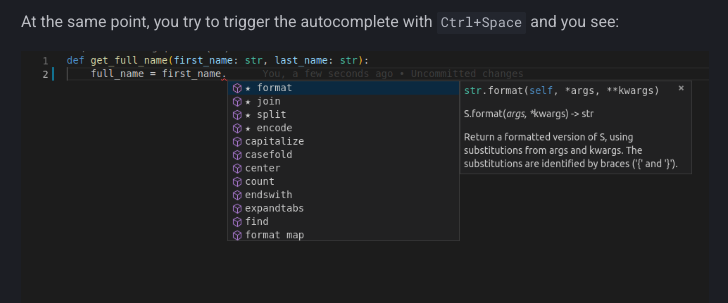 At the same point, you try to trigger the autocomplete with Ctrl+Space and you see:
1 def get_full_name(first_name: str, last_name: str):
2 full_name = first_name. You, a few seconds ago • Uncommitted changes
★ format
★ join
★ split
★ encode
capitalize
casefold
center
count
endswith
expandtabs
find
format_map
str.format(self, *args, **kwargs) ×
S.format(args, *kwargs) -> str
Return a formatted version of S, using
substitutions from args and kwargs. The
substitutions are identified by braces ('{' and '}').